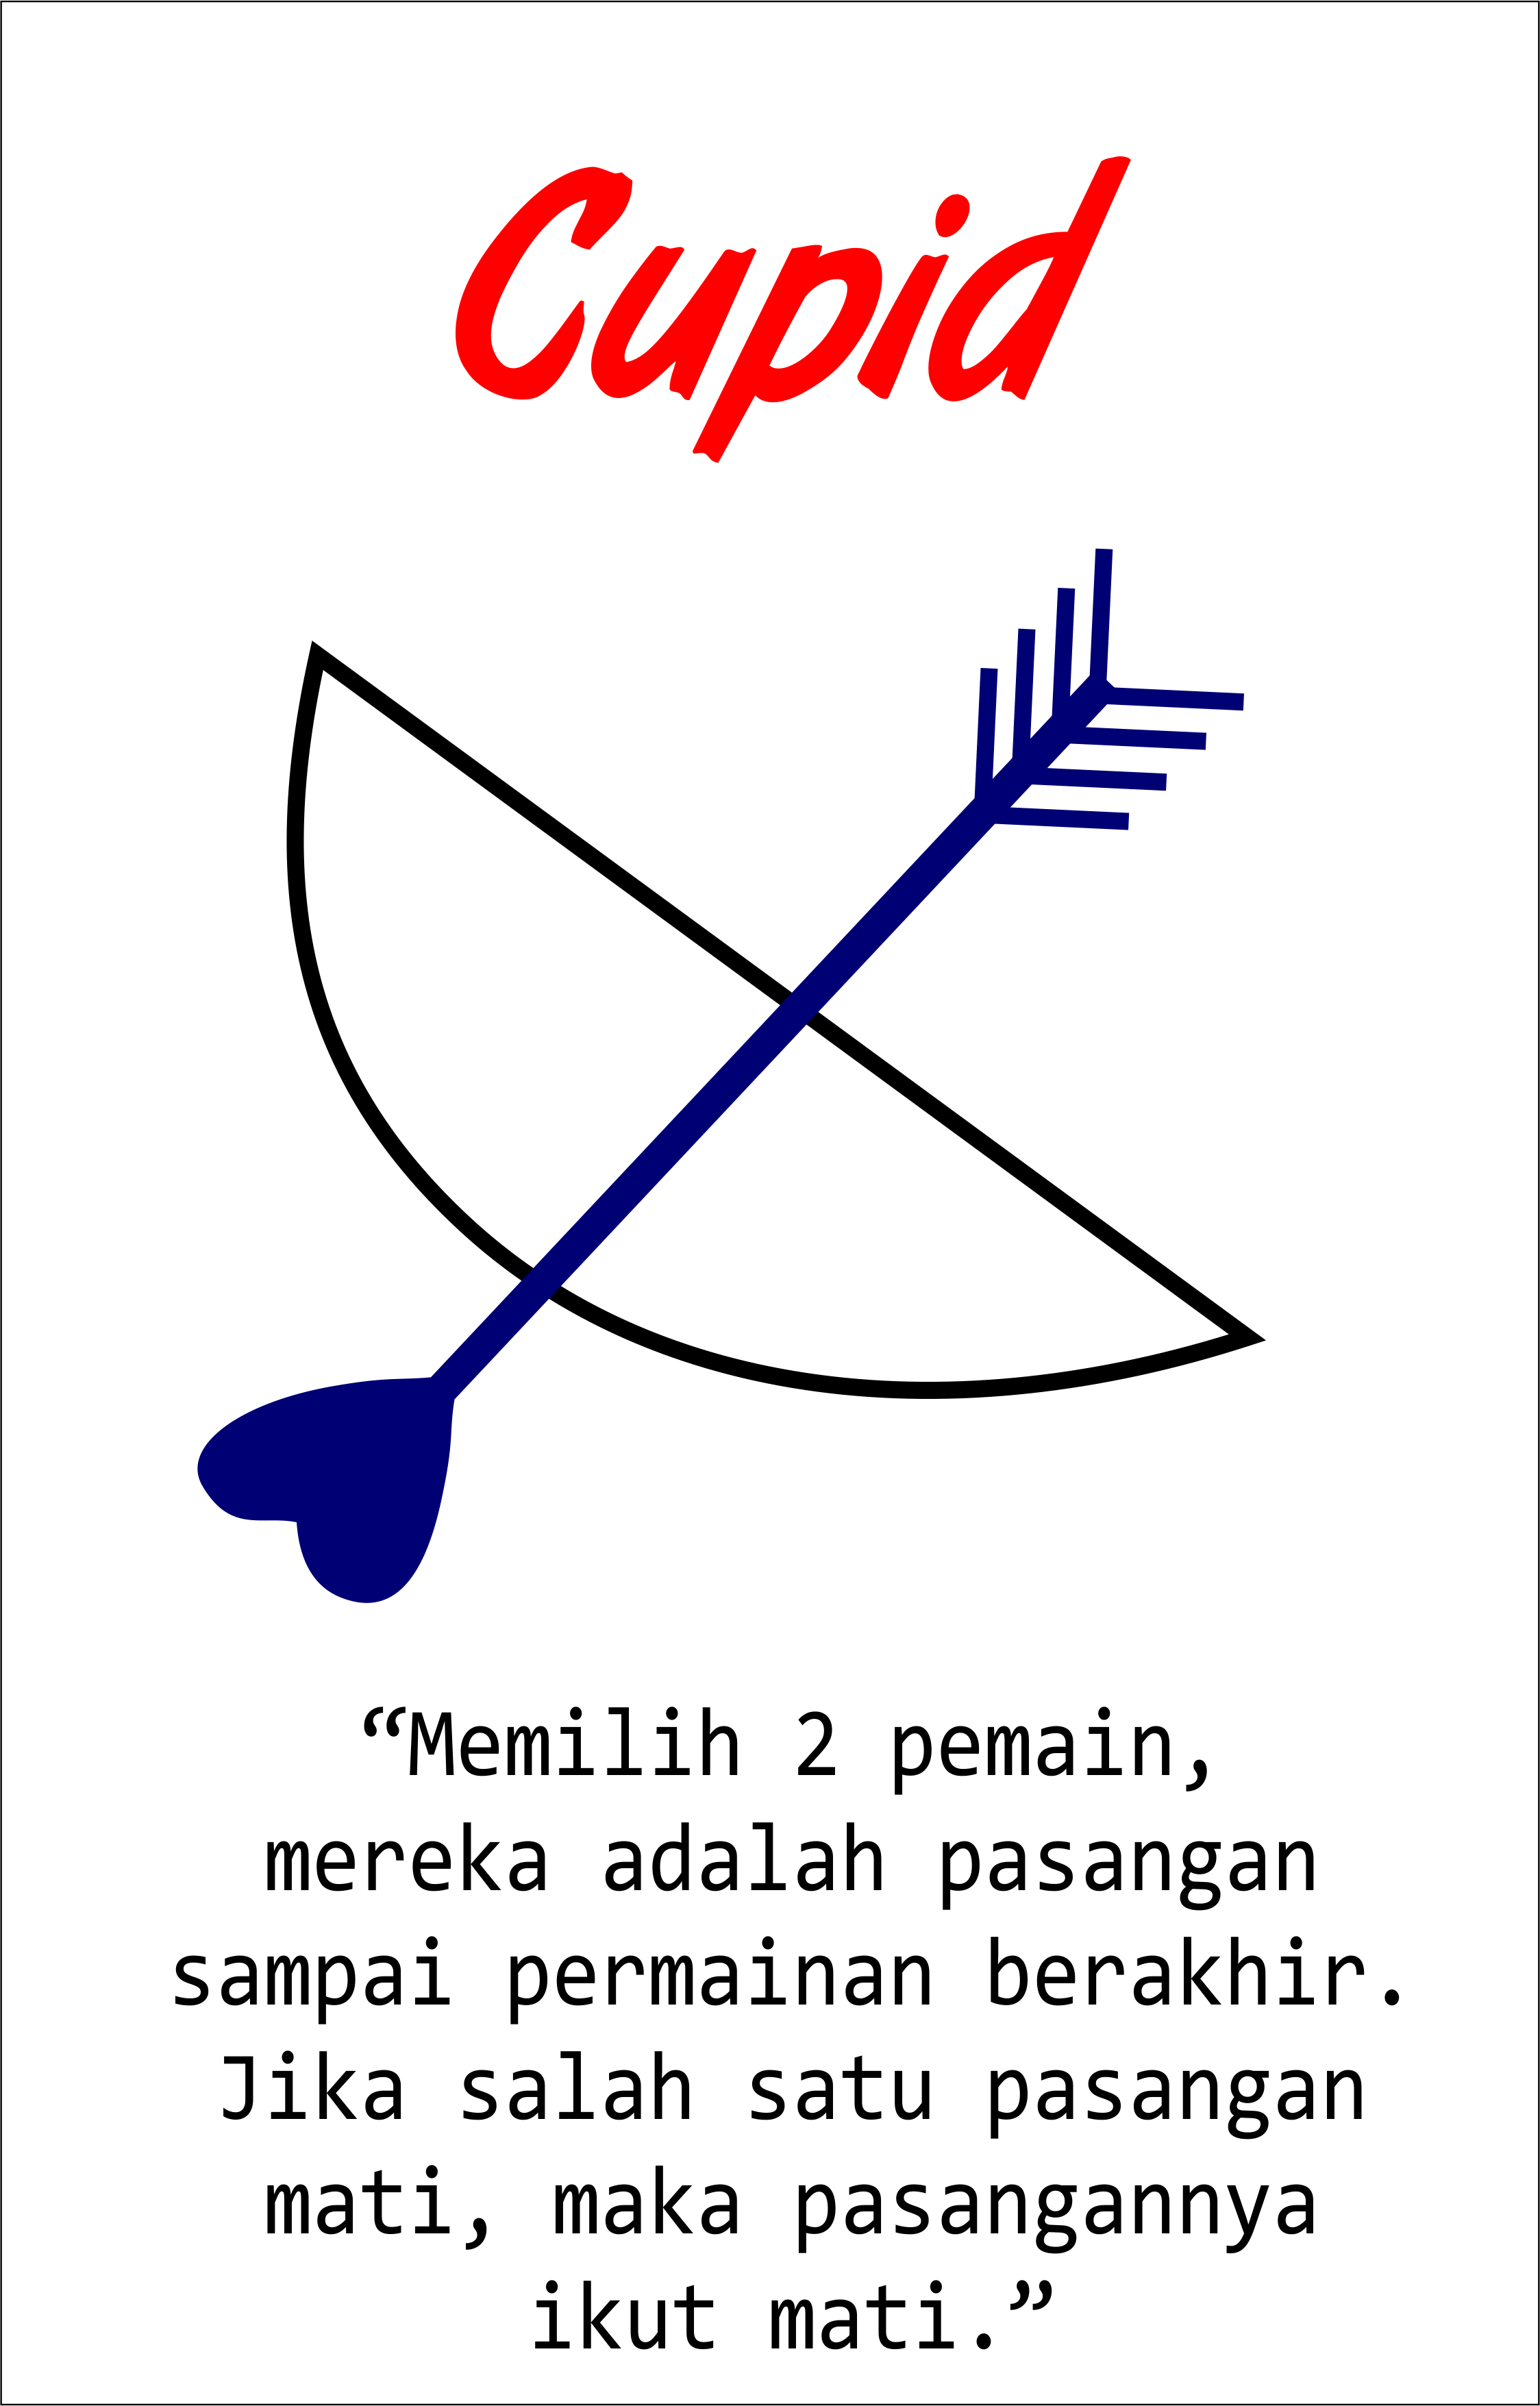 Cupid
“Memilih 2 pemain,
mereka adalah pasangan
sampai permainan berakhir.
Jika salah satu pasangan
mati, maka pasangannya
ikut mati.”